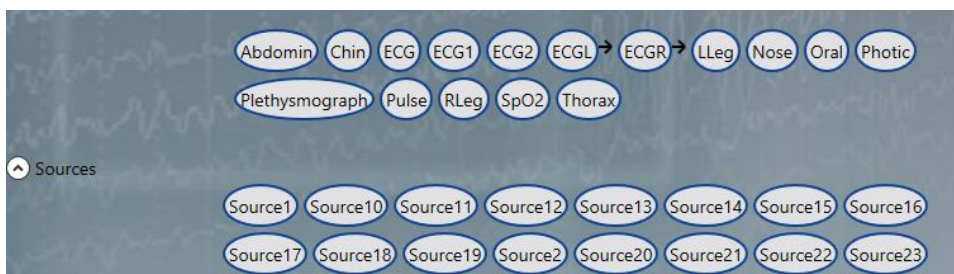 Abdomin Chin ECG ECG1 ECG2 ECGL ECGR LLeg Nose Oral Photic
Plethysmograph Pulse RLeg SpO2 Thorax
Sources
Source1 Source10 Source11 Source12 Source13 Source14 Source15 Source16
Source17 Source18 Source19 Source2 Source20 Source21 Source22 Source23